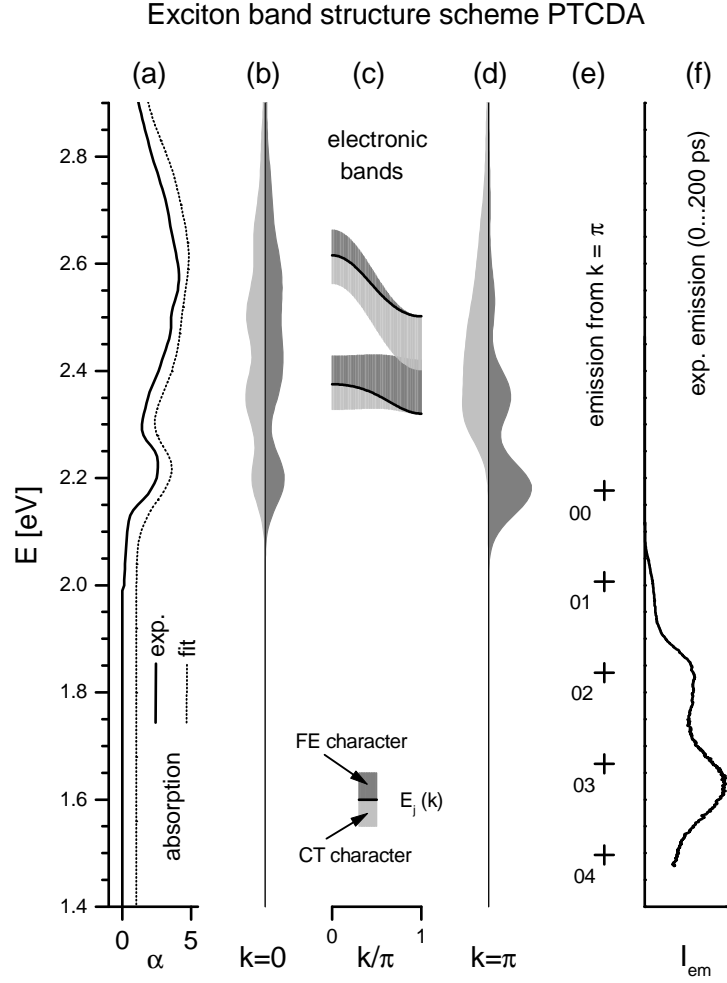 Exciton band structure scheme PTCDA
(a) (b) (c) (d) (e) (f)
electronic
bands
emission from k = π
exp. emission (0...200 ps)
E [eV]
2.8
2.6
2.4
2.2
2.0
1.8
1.6
1.4
00
01
02
03
04
exp.
fit
absorption
FE character
E_j (k)
CT character
0 5
0 1
α k=0 k/π k=π I_em